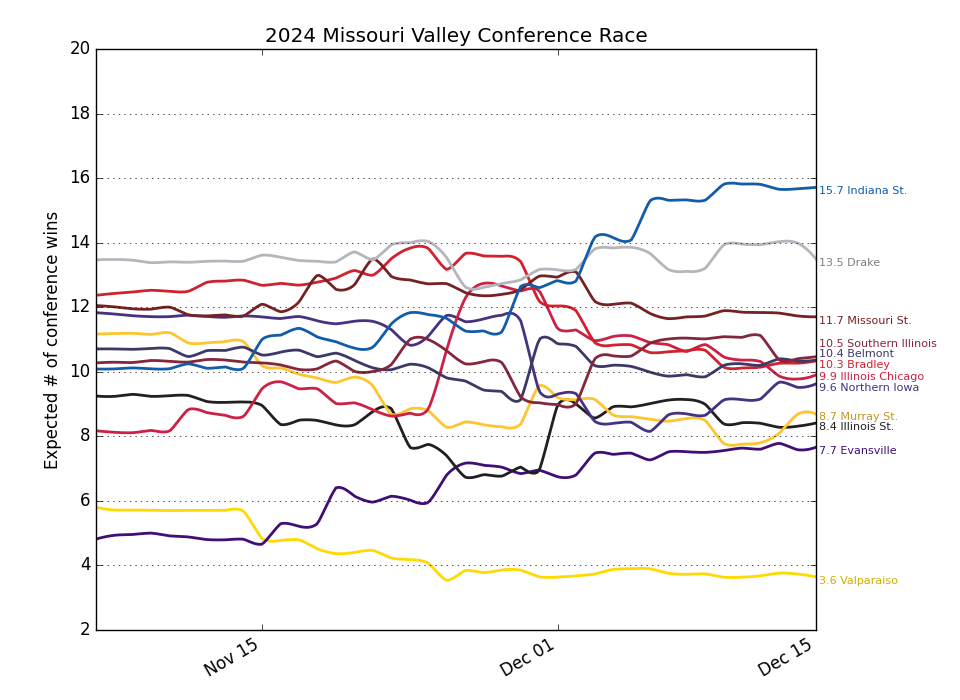 2024 Missouri Valley Conference Race
Expected # of conference wins
20
18
16
14
12
10
8
6
4
2
15.7 Indiana St.
13.5 Drake
11.7 Missouri St.
10.5 Southern Illinois
10.4 Belmont
10.3 Bradley
9.9 Illinois Chicago
9.6 Northern Iowa
8.7 Murray St.
8.4 Illinois St.
7.7 Evansville
3.6 Valparaiso
Nov 15
Dec 01
Dec 15